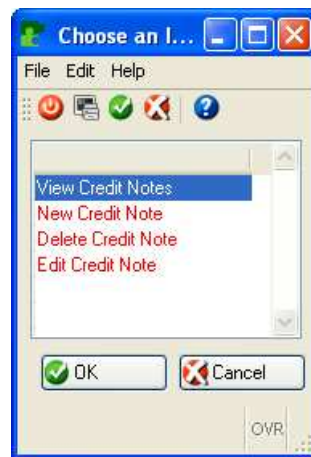 Choose an I...
File Edit Help
View Credit Notes
New Credit Note
Delete Credit Note
Edit Credit Note
OK Cancel
OVR